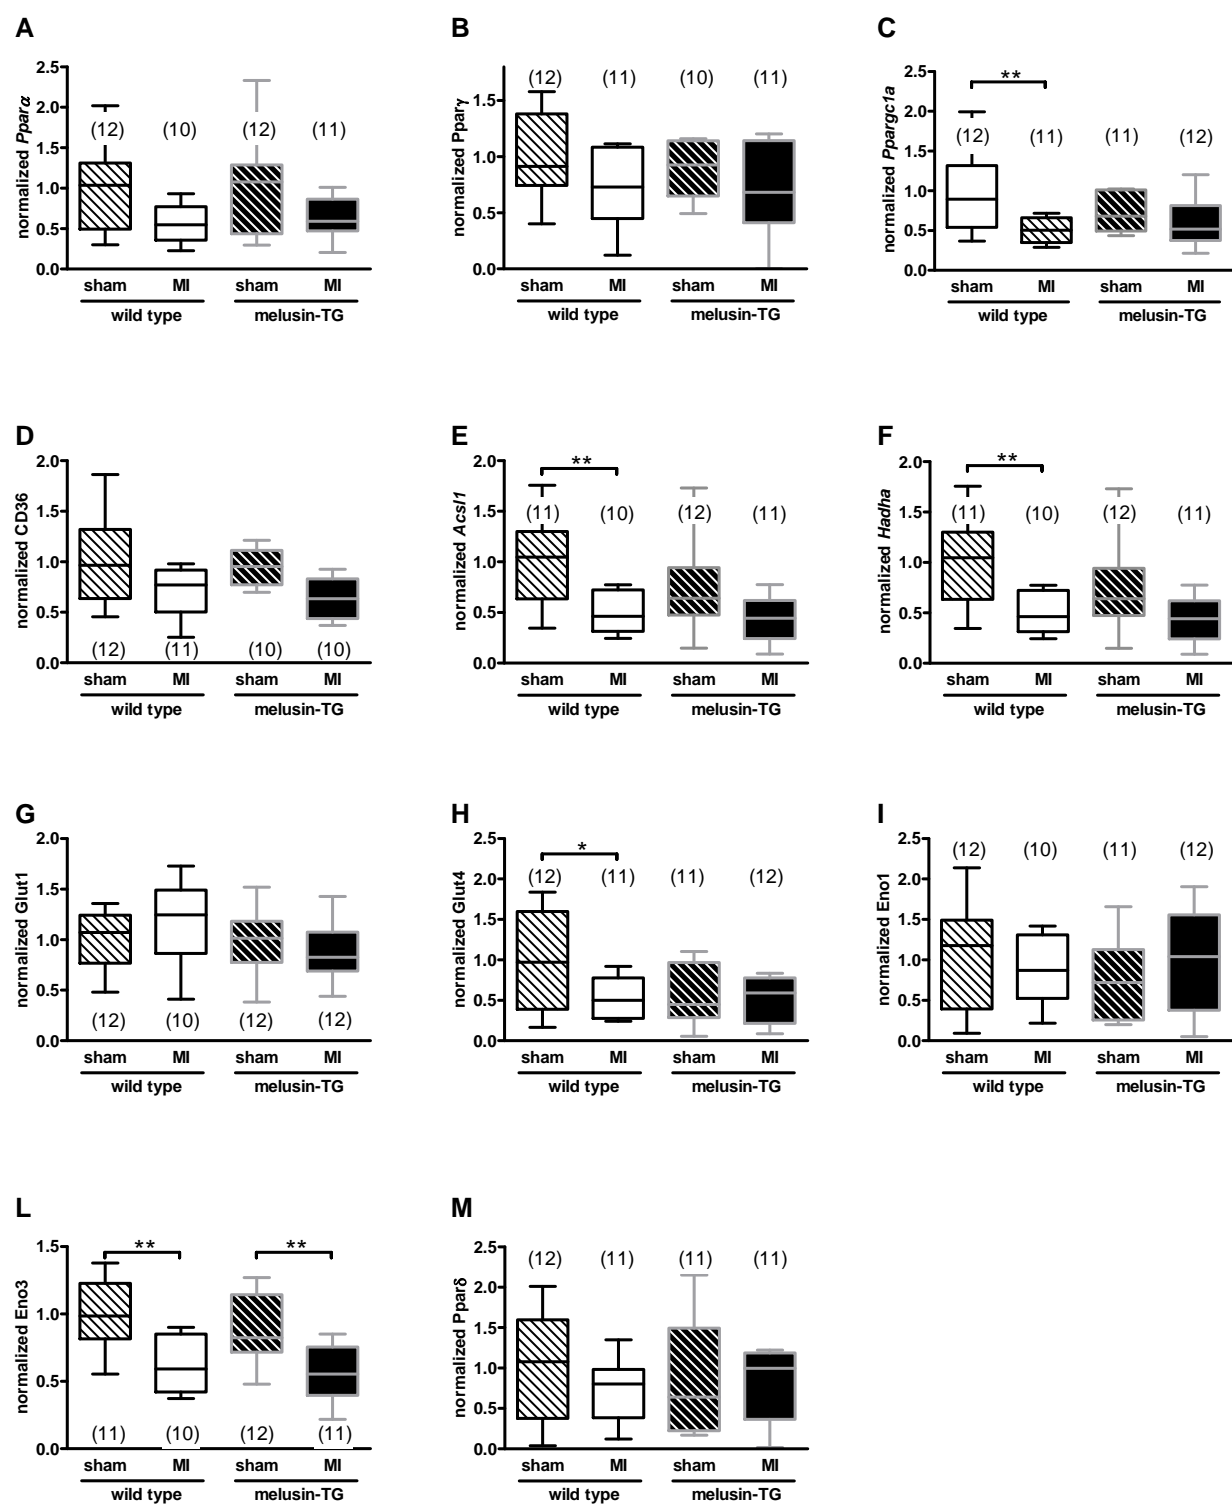 A
normalized Pparα
2.5
2.0
1.5
1.0
0.5
0.0
(12) (10) (12) (11)
sham MI sham MI
wild type melusin-TG
B
normalized Pparγ
1.5
1.0
0.5
0.0
(12) (11) (10) (11)
sham MI sham MI
wild type melusin-TG
C
normalized Ppargc1a
2.5
2.0
1.5
1.0
0.5
0.0
**
(12) (11) (11) (12)
sham MI sham MI
wild type melusin-TG
D
normalized CD36
2.0
1.5
1.0
0.5
0.0
(12) (11) (10) (10)
sham MI sham MI
wild type melusin-TG
E
normalized Acsl1
2.0
1.5
1.0
0.5
0.0
**
(11) (10) (12) (11)
sham MI sham MI
wild type melusin-TG
F
normalized Hadha
2.0
1.5
1.0
0.5
0.0
**
(11) (10) (12) (11)
sham MI sham MI
wild type melusin-TG
G
normalized Glut1
2.0
1.5
1.0
0.5
0.0
(12) (10) (12) (12)
sham MI sham MI
wild type melusin-TG
H
normalized Glut4
2.5
2.0
1.5
1.0
0.5
0.0
*
(12) (11) (11) (12)
sham MI sham MI
wild type melusin-TG
I
normalized Eno1
2.5
2.0
1.5
1.0
0.5
0.0
(12) (10) (11) (12)
sham MI sham MI
wild type melusin-TG
L
normalized Eno3
1.5
1.0
0.5
0.0
** **
(11) (10) (12) (11)
sham MI sham MI
wild type melusin-TG
M
normalized Pparδ
2.5
2.0
1.5
1.0
0.5
0.0
(12) (11) (11) (11)
sham MI sham MI
wild type melusin-TG